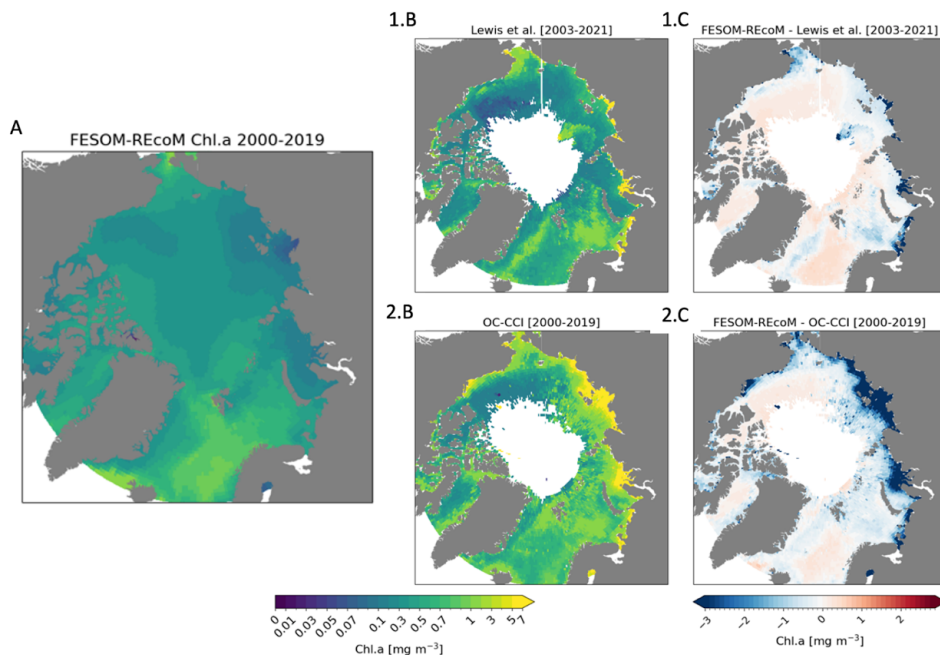 1.B
1.C
Lewis et al. [2003-2021]
FESOM-REcoM - Lewis et al. [2003-2021]
A
FESOM-REcoM Chl.a 2000-2019
2.B
2.C
OC-CCI [2000-2019]
FESOM-REcoM - OC-CCI [2000-2019]
0 0.01 0.03 0.05 0.07 0.1 0.3 0.5 0.7 1 3 5 7
Chl.a [mg m⁻³]
−3 −2 −1 0 1 2
Chl.a [mg m⁻³]